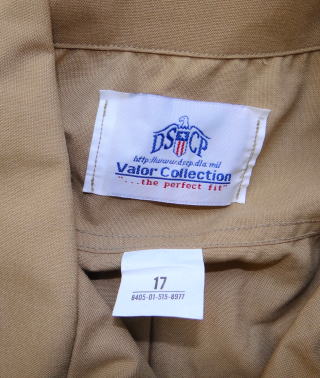 DSCP
http://www.dscp.dla.mil
Valor Collection
"...the perfect fit"
17
8405-01-515-8977